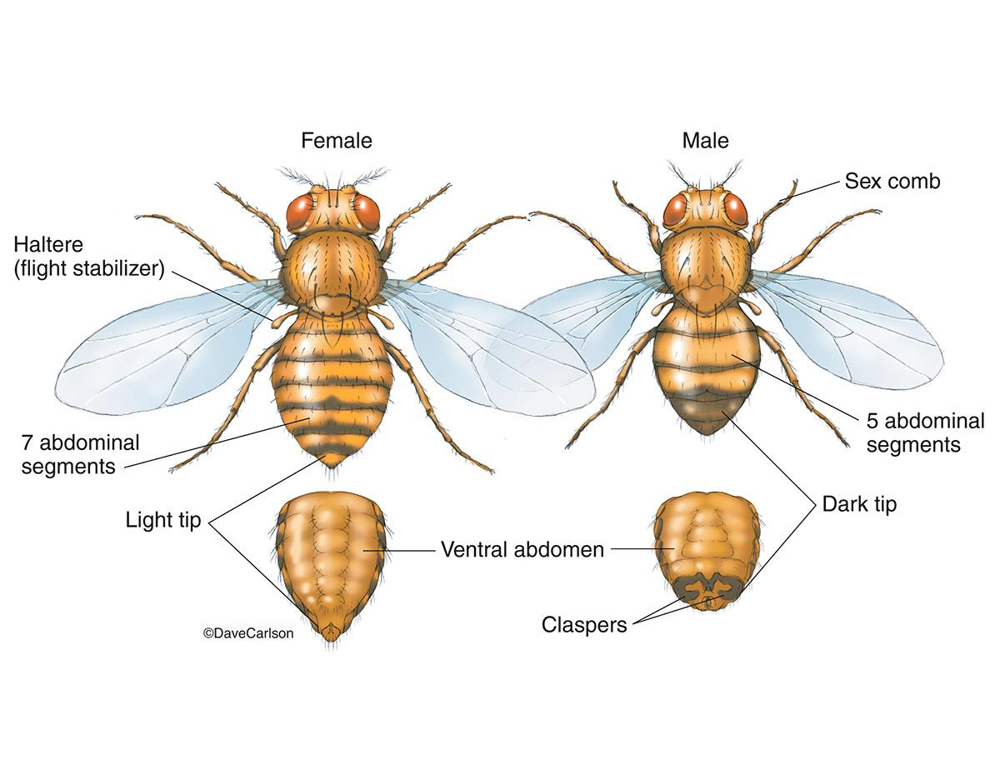 Female
Male
Sex comb
Haltere
(flight stabilizer)
7 abdominal
segments
5 abdominal
segments
Light tip
Dark tip
Ventral abdomen
Claspers
©DaveCarlson